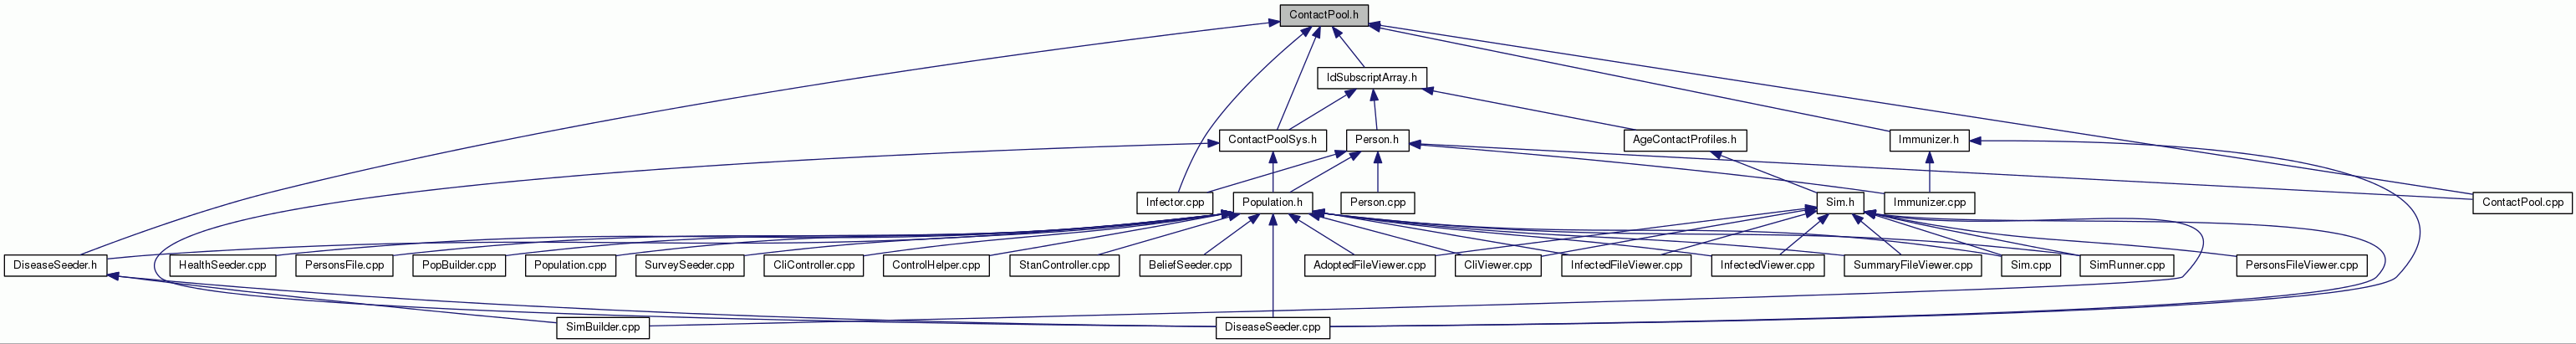 ContactPool.h
IdSubscriptArray.h
ContactPoolSys.h
Person.h
AgeContactProfiles.h
Immunizer.h
Infector.cpp
Population.h
Person.cpp
Sim.h
Immunizer.cpp
ContactPool.cpp
DiseaseSeeder.h
HealthSeeder.cpp
PersonsFile.cpp
PopBuilder.cpp
Population.cpp
SurveySeeder.cpp
CliController.cpp
ControlHelper.cpp
StanController.cpp
BeliefSeeder.cpp
AdoptedFileViewer.cpp
CliViewer.cpp
InfectedFileViewer.cpp
InfectedViewer.cpp
SummaryFileViewer.cpp
Sim.cpp
SimRunner.cpp
PersonsFileViewer.cpp
SimBuilder.cpp
DiseaseSeeder.cpp